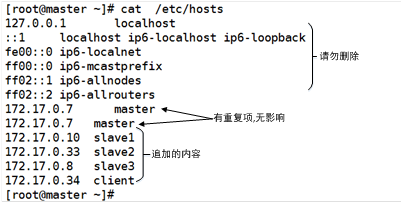 [root@master ~]# cat  /etc/hosts
127.0.0.1       localhost
::1     localhost ip6-localhost ip6-loopback
fe00::0 ip6-localnet
ff00::0 ip6-mcastprefix
ff02::1 ip6-allnodes
ff02::2 ip6-allrouters
请勿删除
172.17.0.7      master
172.17.0.7   master
有重复项,无影响
172.17.0.10  slave1
172.17.0.33  slave2
172.17.0.8   slave3
172.17.0.34  client
追加的内容
[root@master ~]#